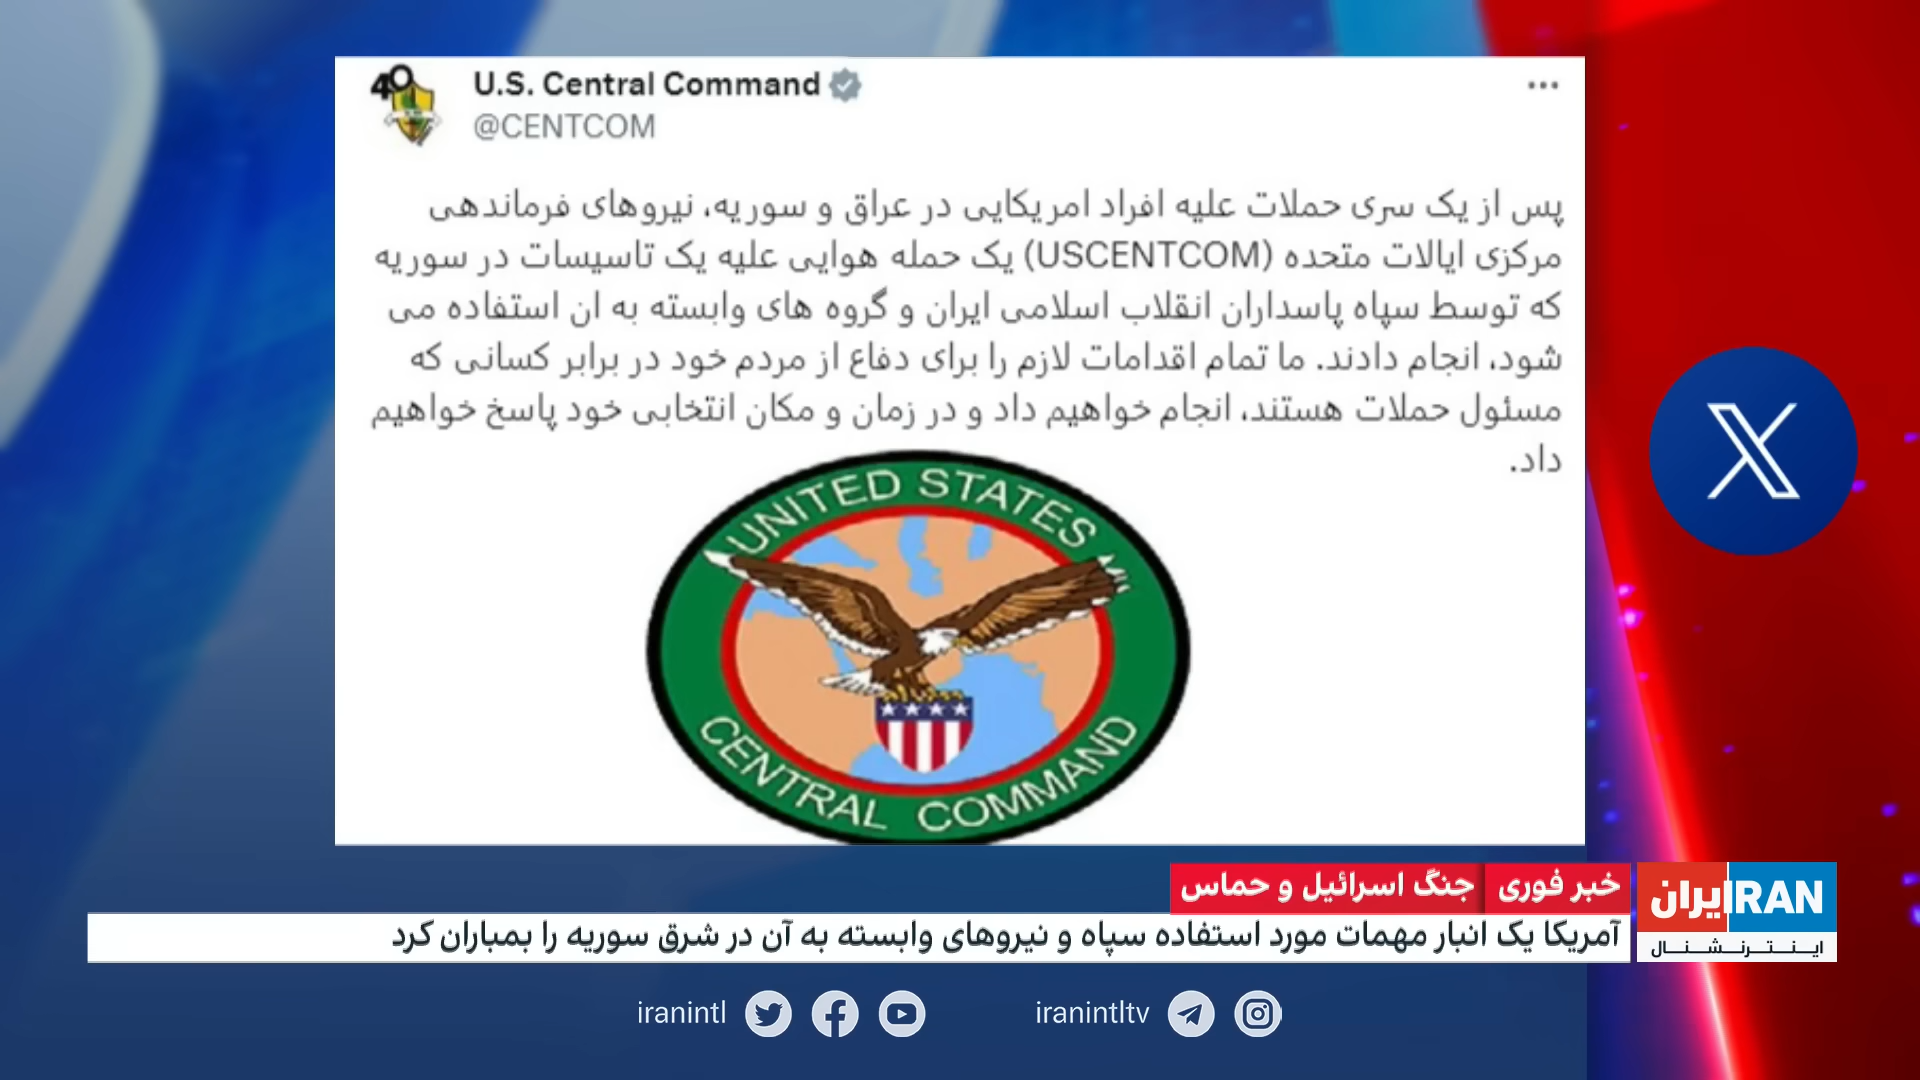 40
U.S. Central Command
@CENTCOM
پس از یک سری حملات علیه افراد امریکایی در عراق و سوریه، نیروهای فرماندهی
مرکزی ایالات متحده (USCENTCOM) یک حمله هوایی علیه یک تاسیسات در سوریه
که توسط سپاه پاسداران انقلاب اسلامی ایران و گروه های وابسته به ان استفاده می
شود، انجام دادند. ما تمام اقدامات لازم را برای دفاع از مردم خود در برابر کسانی که
مسئول حملات هستند، انجام خواهیم داد و در زمان و مکان انتخابی خود پاسخ خواهیم
داد.
UNITED STATES
CENTRAL COMMAND
X
خبر فوری
جنگ اسرائیل و حماس
آمریکا یک انبار مهمات مورد استفاده سپاه و نیروهای وابسته به آن در شرق سوریه را بمباران کرد
ایران IRAN
اینترنشنال
iranintl
iranintltv